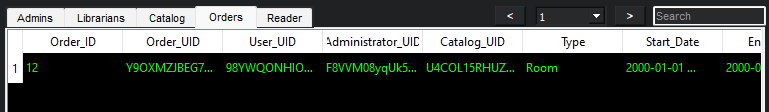 Admins Librarians Catalog Orders Reader < 1 > Search
Order_ID Order_UID User_UID Administrator_UID Catalog_UID Type Start_Date En
1 12 Y9OXMZJBEG7... 98YWQONHIO... F8VVM08yqUk5... U4COL15RHUZ... Room 2000-01-01 ... 2000-0